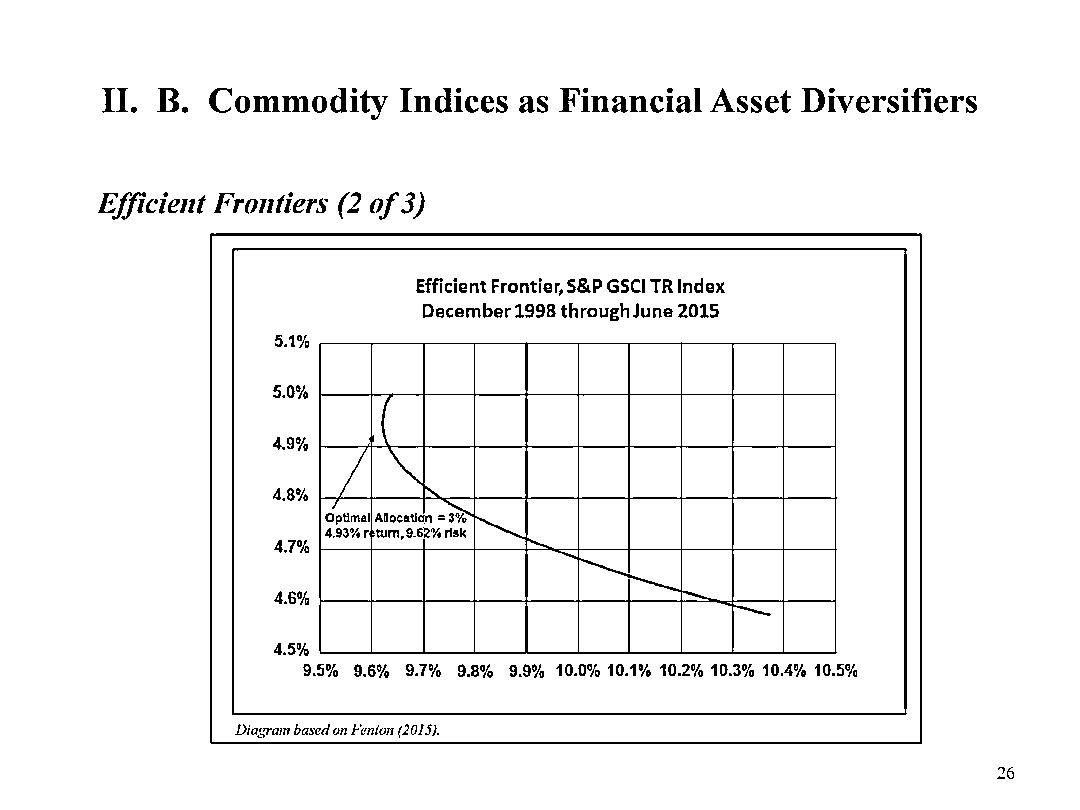 II. B. Commodity Indices as Financial Asset Diversifiers
Efficient Frontiers (2 of 3)
Efficient Frontier, S&P GSCI TR Index
December 1998 through June 2015
5.1%
5.0%
4.9%
4.8%
Optimal Allocation = 3%
4.93% return, 9.62% risk
4.7%
4.6%
4.5%
9.5% 9.6% 9.7% 9.8% 9.9% 10.0% 10.1% 10.2% 10.3% 10.4% 10.5%
Diagram based on Fenton (2015).
26